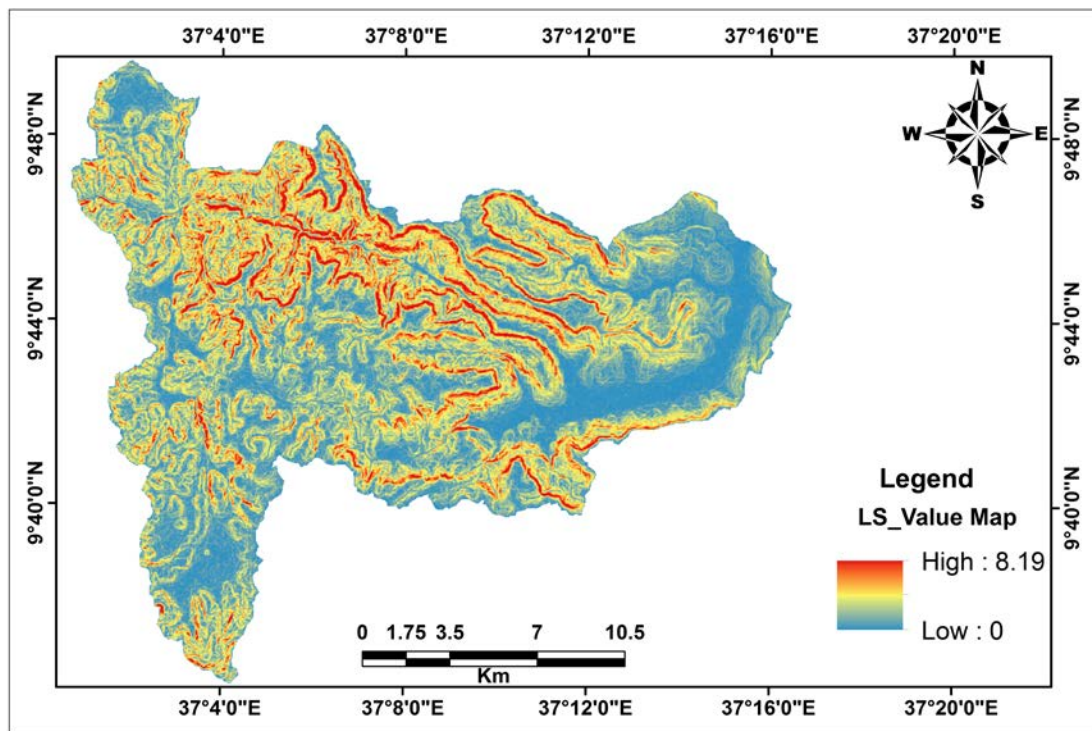 37°4'0"E 37°8'0"E 37°12'0"E 37°16'0"E 37°20'0"E
N
W E
S
9°48'0"N 9°48'0"N
9°44'0"N 9°44'0"N
9°40'0"N 9°40'0"N
Legend
LS_Value Map
High : 8.19
Low : 0
0 1.75 3.5 7 10.5
Km
37°4'0"E 37°8'0"E 37°12'0"E 37°16'0"E 37°20'0"E